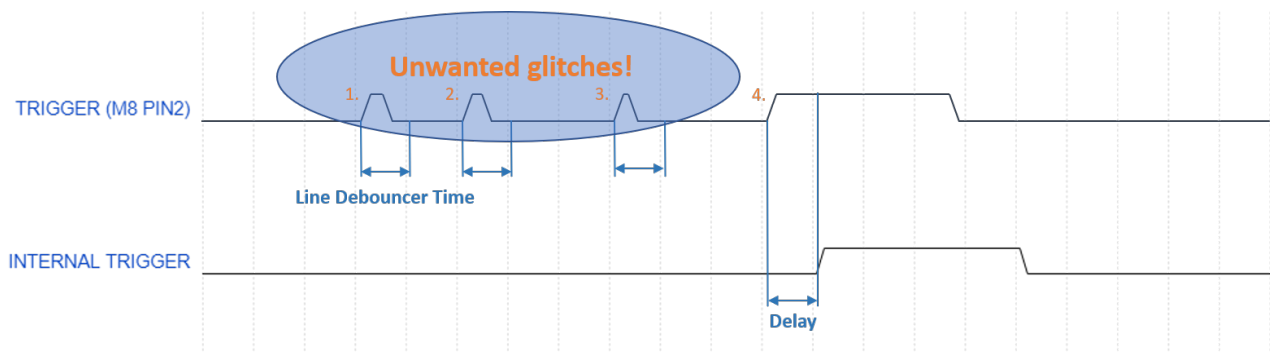 Unwanted glitches!
1.
2.
3.
4.
TRIGGER (M8 PIN2)
Line Debouncer Time
INTERNAL TRIGGER
Delay